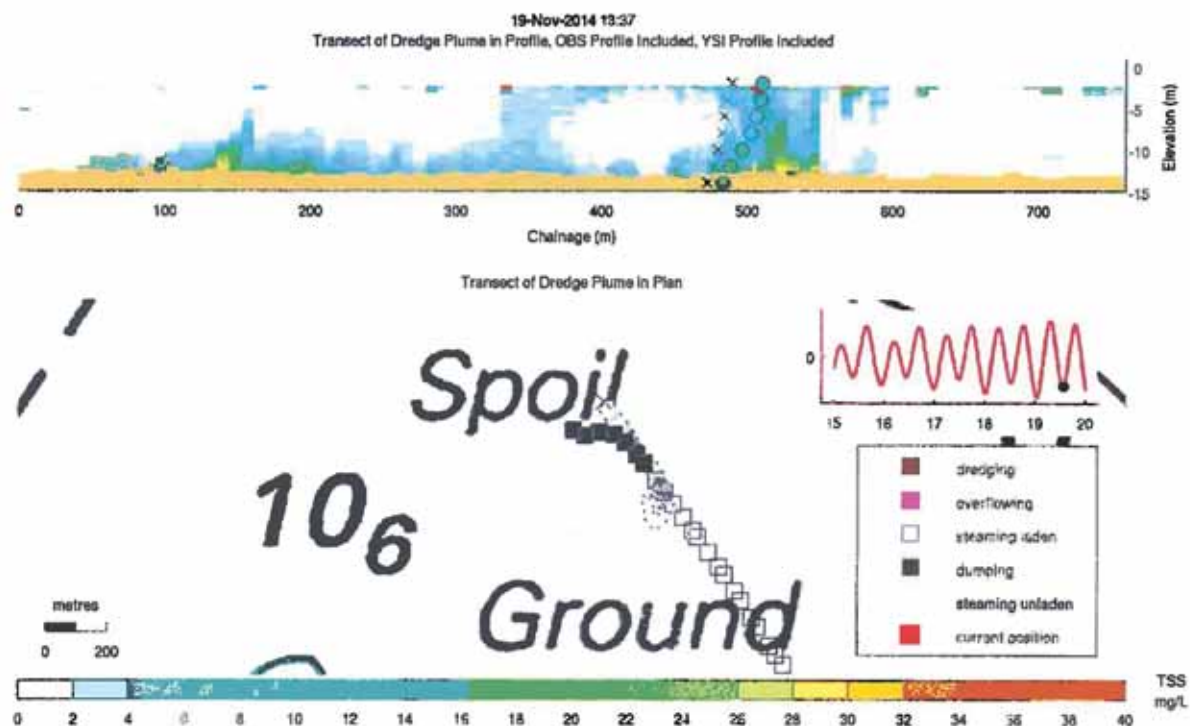 19-Nov-2014 13:37
Transect of Dredge Plume in Profile, OBS Profile Included, YSI Profile Included
0
-5
-10
-15
Elevation (m)
0 100 200 300 400 500 600 700
Chainage (m)
Transect of Dredge Plume in Plan
0
15 16 17 18 19 20
Spoil
10₆
Ground
dredging
overflowing
steaming laden
dumping
steaming unladen
current position
metres
0 200
TSS
mg/L
0 2 4 6 8 10 12 14 16 18 20 22 24 26 28 30 32 34 36 38 40